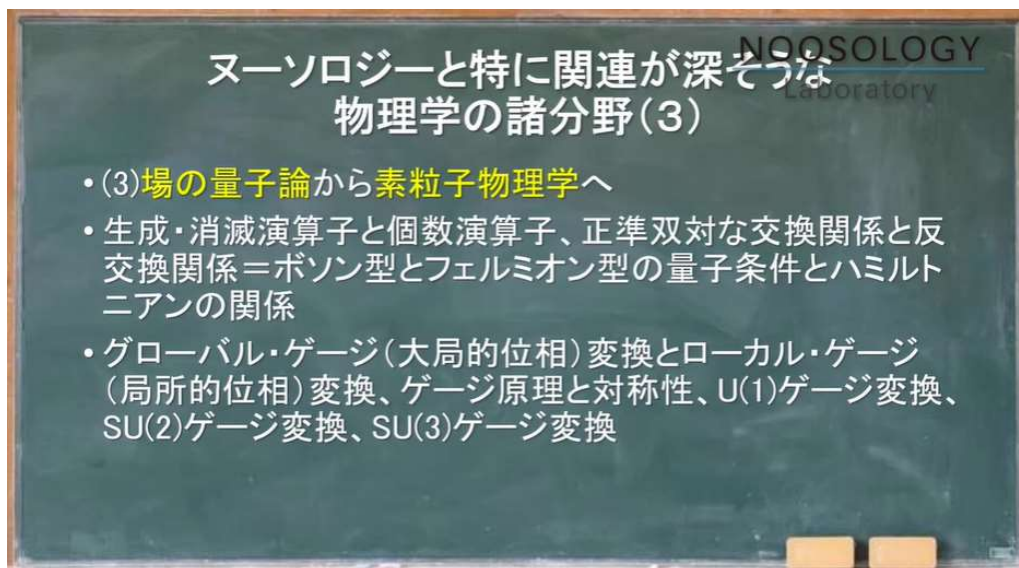 ヌーソロジーと特に関連が深そうな
物理学の諸分野(3)
NOOSOLOGY
Laboratory
•(3)場の量子論から素粒子物理学へ
•生成・消滅演算子と個数演算子、正準双対な交換関係と反
交換関係=ボソン型とフェルミオン型の量子条件とハミルト
ニアンの関係
•グローバル・ゲージ(大局的位相)変換とローカル・ゲージ
(局所的位相)変換、ゲージ原理と対称性、U(1)ゲージ変換、
SU(2)ゲージ変換、SU(3)ゲージ変換